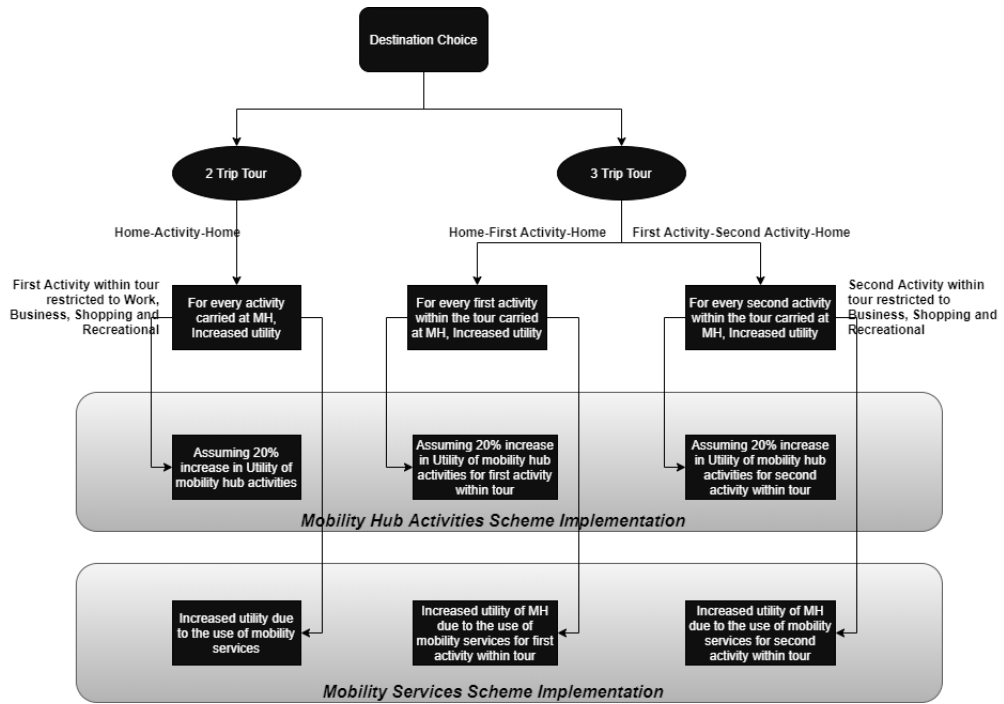 Destination Choice
2 Trip Tour
3 Trip Tour
Home-Activity-Home
Home-First Activity-Home
First Activity-Second Activity-Home
First Activity within tour
restricted to Work,
Business, Shopping and
Recreational
For every activity
carried at MH,
Increased utility
For every first activity
within the tour carried
at MH, Increased utility
For every second activity
within the tour carried at
MH, Increased utility
Second Activity within
tour restricted to
Business, Shopping and
Recreational
Assuming 20%
increase in Utility of
mobility hub activities
Assuming 20% increase
in Utility of mobility hub
activities for first activity
within tour
Assuming 20% increase
in Utility of mobility hub
activities for second
activity within tour
Mobility Hub Activities Scheme Implementation
Increased utility due
to the use of mobility
services
Increased utility of MH
due to the use of
mobility services for first
activity within tour
Increased utility of MH
due to the use of mobility
services for second
activity within tour
Mobility Services Scheme Implementation